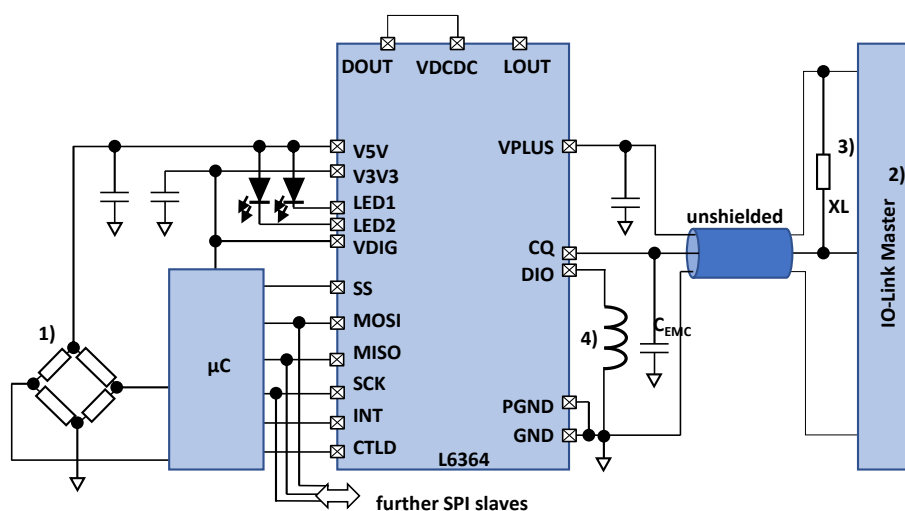 DOUT
VDCDC
LOUT
V5V
V3V3
LED1
LED2
VDIG
SS
MOSI
MISO
SCK
INT
CTLD
VPLUS
CQ
DIO
PGND
GND
L6364
1)
µC
4)
CEMC
unshielded
3)
XL
2)
IO-Link Master
further SPI slaves